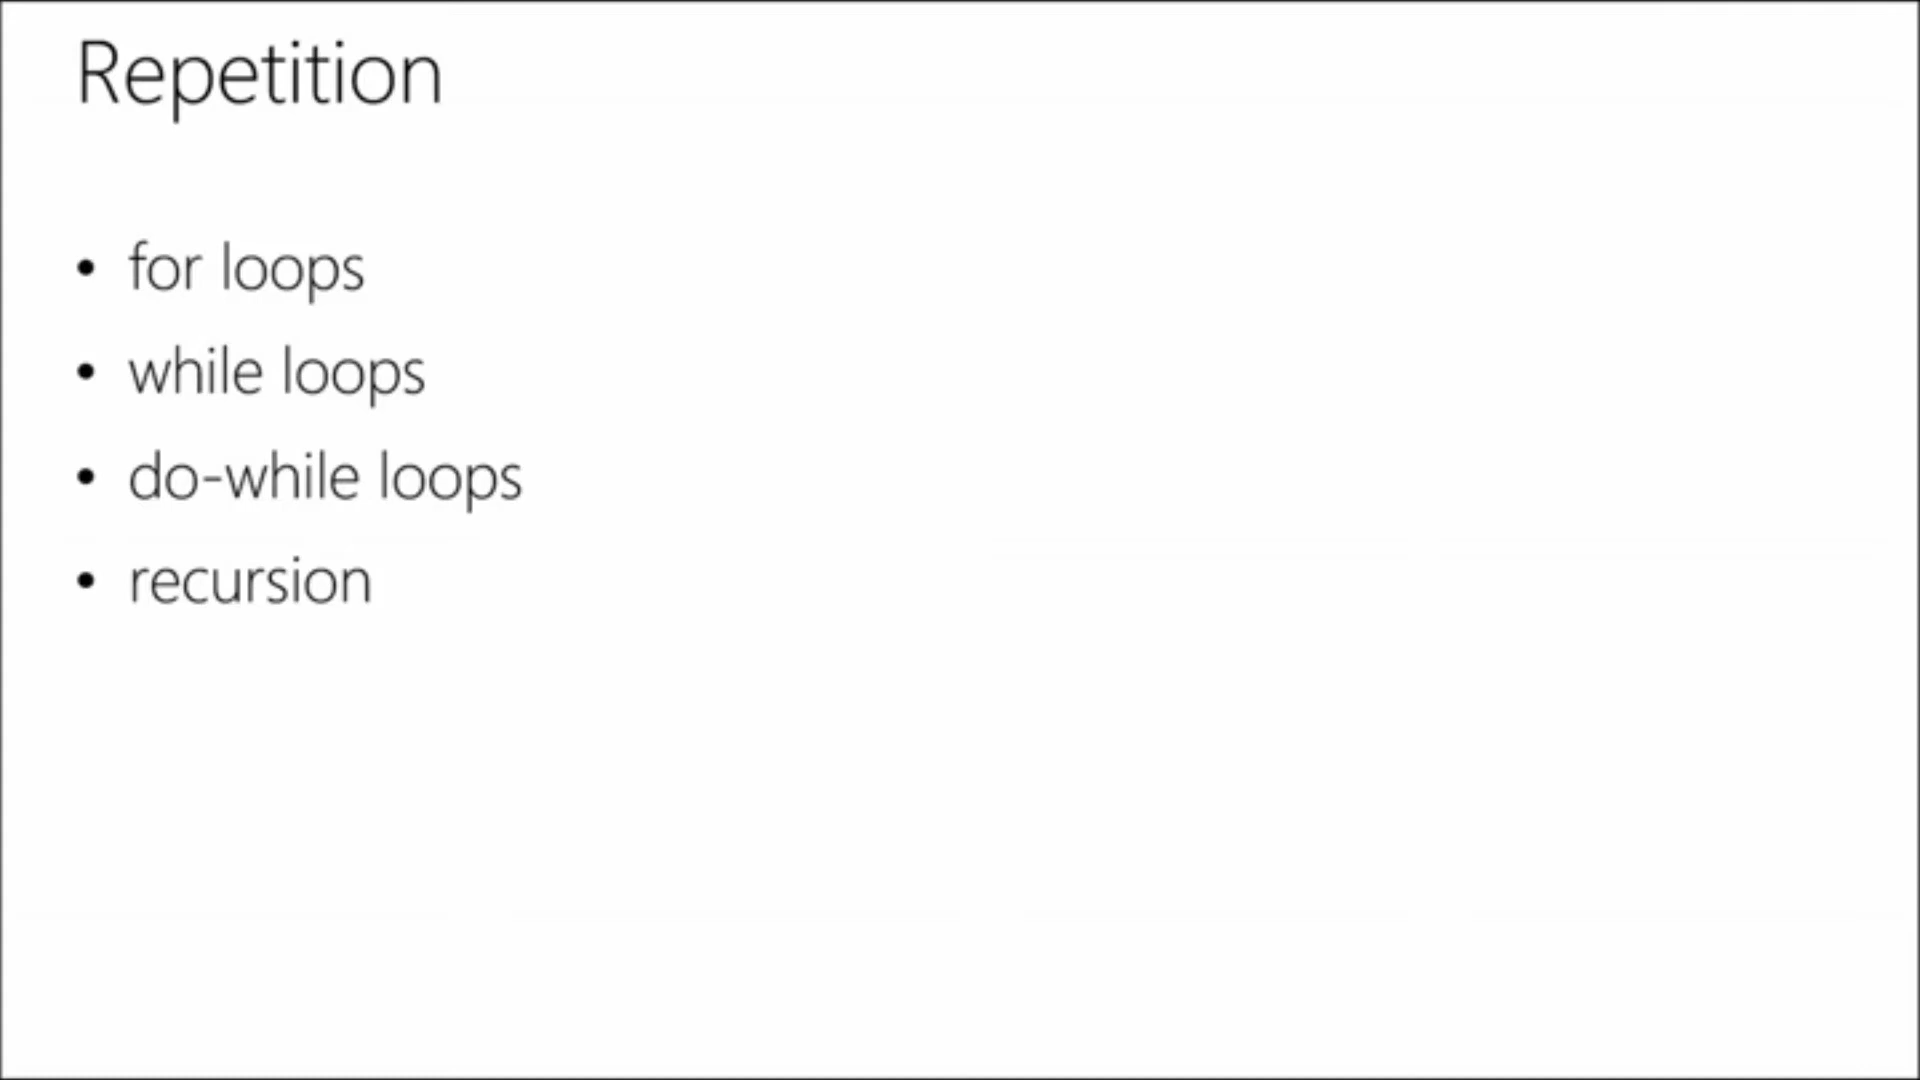 Repetition
• for loops
• while loops
• do-while loops
• recursion